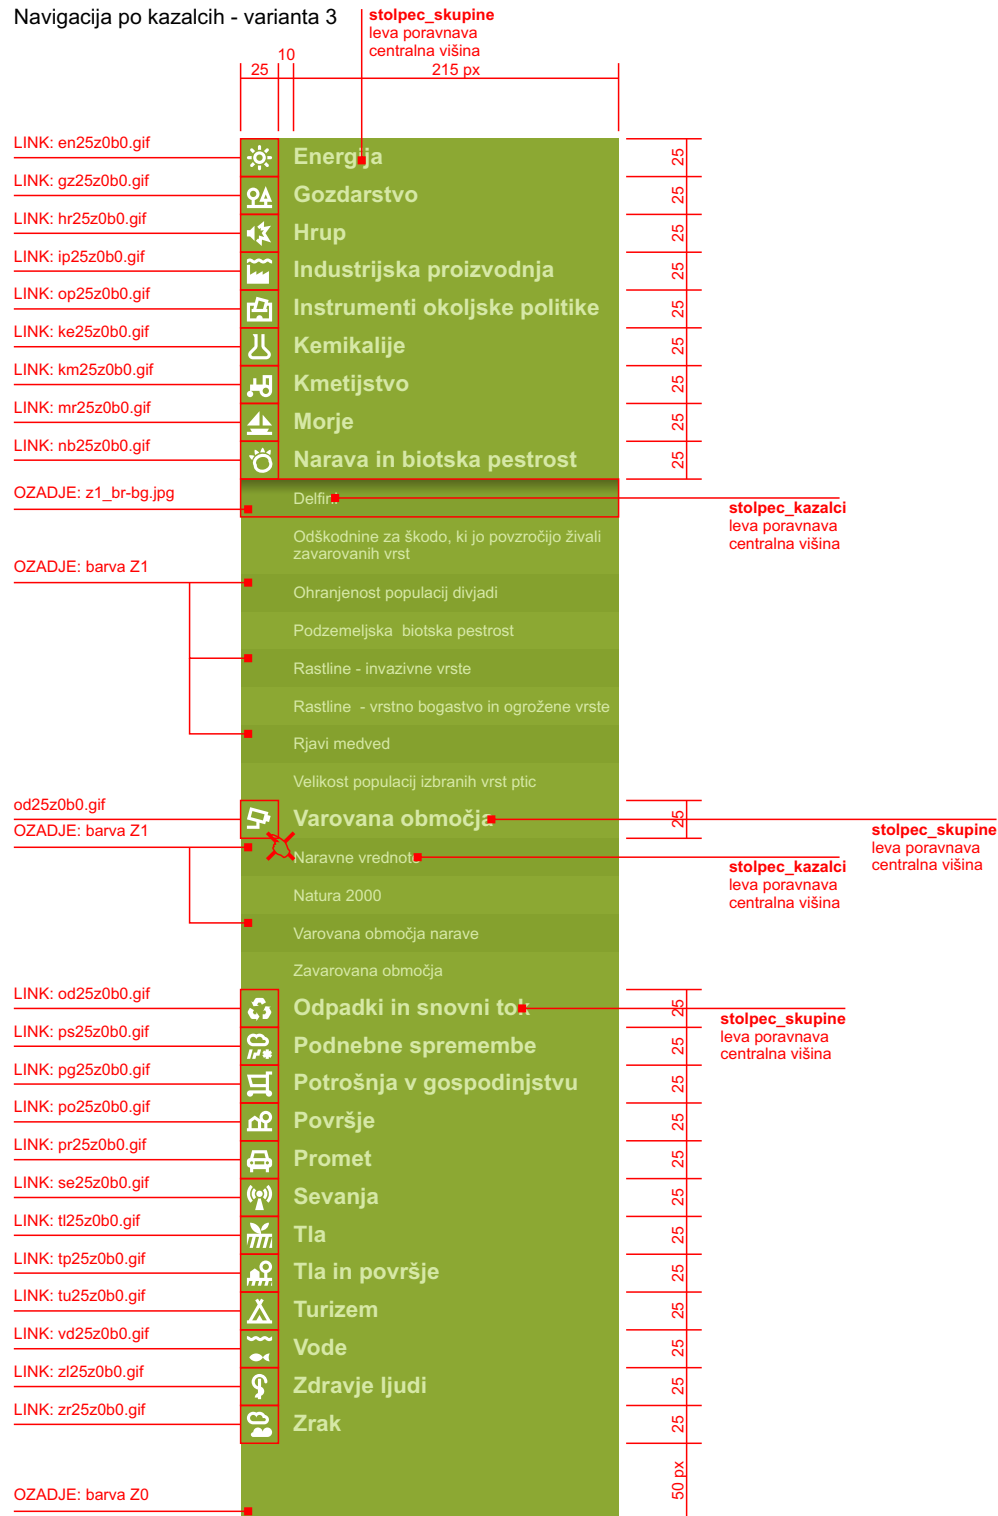 Navigacija po kazalcih - varianta 3
stolpec_skupine
leva poravnava
centralna višina
25
10
215 px
LINK: en25z0b0.gif
Energija
25
LINK: gz25z0b0.gif
Gozdarstvo
25
LINK: hr25z0b0.gif
Hrup
25
LINK: ip25z0b0.gif
Industrijska proizvodnja
25
LINK: op25z0b0.gif
Instrumenti okoljske politike
25
LINK: ke25z0b0.gif
Kemikalije
25
LINK: km25z0b0.gif
Kmetijstvo
25
LINK: mr25z0b0.gif
Morje
25
LINK: nb25z0b0.gif
Narava in biotska pestrost
25
OZADJE: z1_br-bg.jpg
Delfini
stolpec_kazalci
leva poravnava
centralna višina
Odškodnine za škodo, ki jo povzročijo živali
zavarovanih vrst
OZADJE: barva Z1
Ohranjenost populacij divjadi
Podzemeljska  biotska pestrost
Rastline - invazivne vrste
Rastline  - vrstno bogastvo in ogrožene vrste
Rjavi medved
Velikost populacij izbranih vrst ptic
od25z0b0.gif
Varovana območja
25
OZADJE: barva Z1
stolpec_skupine
leva poravnava
centralna višina
Naravne vrednote
stolpec_kazalci
leva poravnava
centralna višina
Natura 2000
Varovana območja narave
Zavarovana območja
LINK: od25z0b0.gif
Odpadki in snovni tok
25
stolpec_skupine
leva poravnava
centralna višina
LINK: ps25z0b0.gif
Podnebne spremembe
25
LINK: pg25z0b0.gif
Potrošnja v gospodinjstvu
25
LINK: po25z0b0.gif
Površje
25
LINK: pr25z0b0.gif
Promet
25
LINK: se25z0b0.gif
Sevanja
25
LINK: tl25z0b0.gif
Tla
25
LINK: tp25z0b0.gif
Tla in površje
25
LINK: tu25z0b0.gif
Turizem
25
LINK: vd25z0b0.gif
Vode
25
LINK: zl25z0b0.gif
Zdravje ljudi
25
LINK: zr25z0b0.gif
Zrak
25
50 px
OZADJE: barva Z0